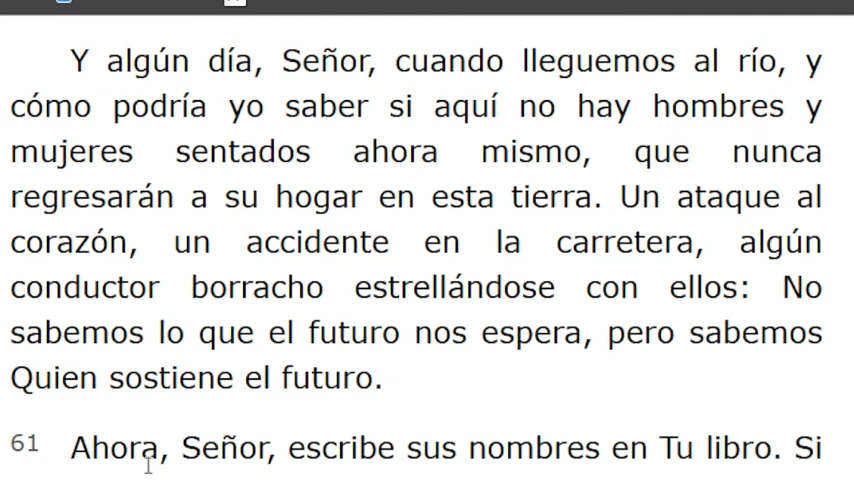 Y algún día, Señor, cuando lleguemos al río, y
cómo podría yo saber si aquí no hay hombres y
mujeres sentados ahora mismo, que nunca
regresarán a su hogar en esta tierra. Un ataque al
corazón, un accidente en la carretera, algún
conductor borracho estrellándose con ellos: No
sabemos lo que el futuro nos espera, pero sabemos
Quien sostiene el futuro.
61 Ahora, Señor, escribe sus nombres en Tu libro. Si